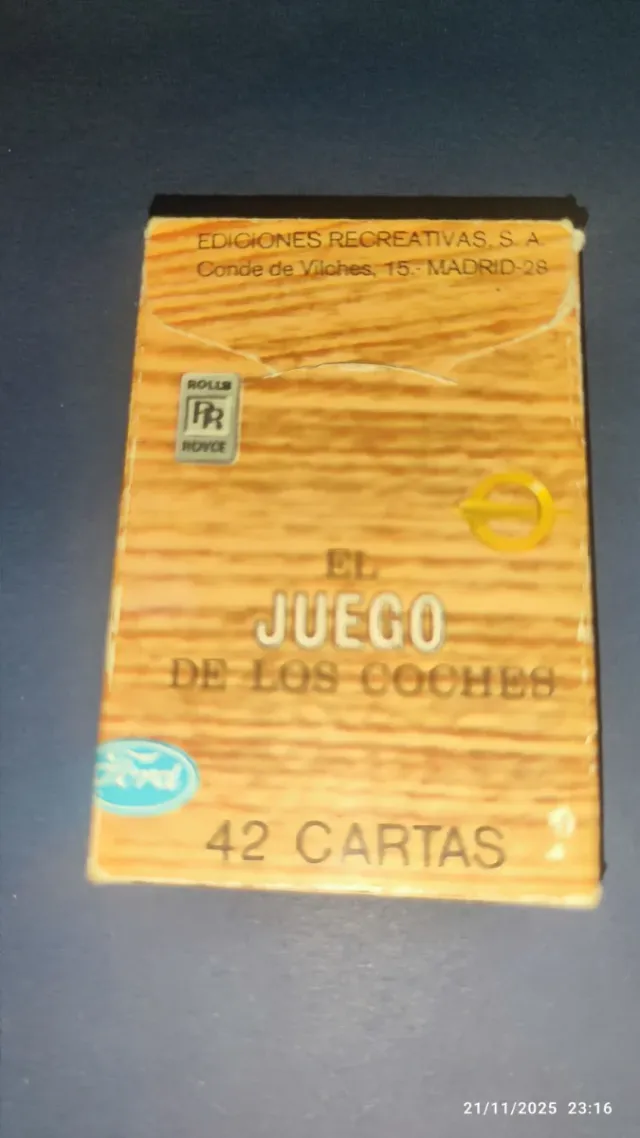 EDICIONES RECREATIVAS, S. A.
Conde de Vilches, 15.- MADRID-28
ROLLS
RR
ROYCE
EL
JUEGO
DE LOS COCHES
Ford
42 CARTAS
21/11/2025 23:16